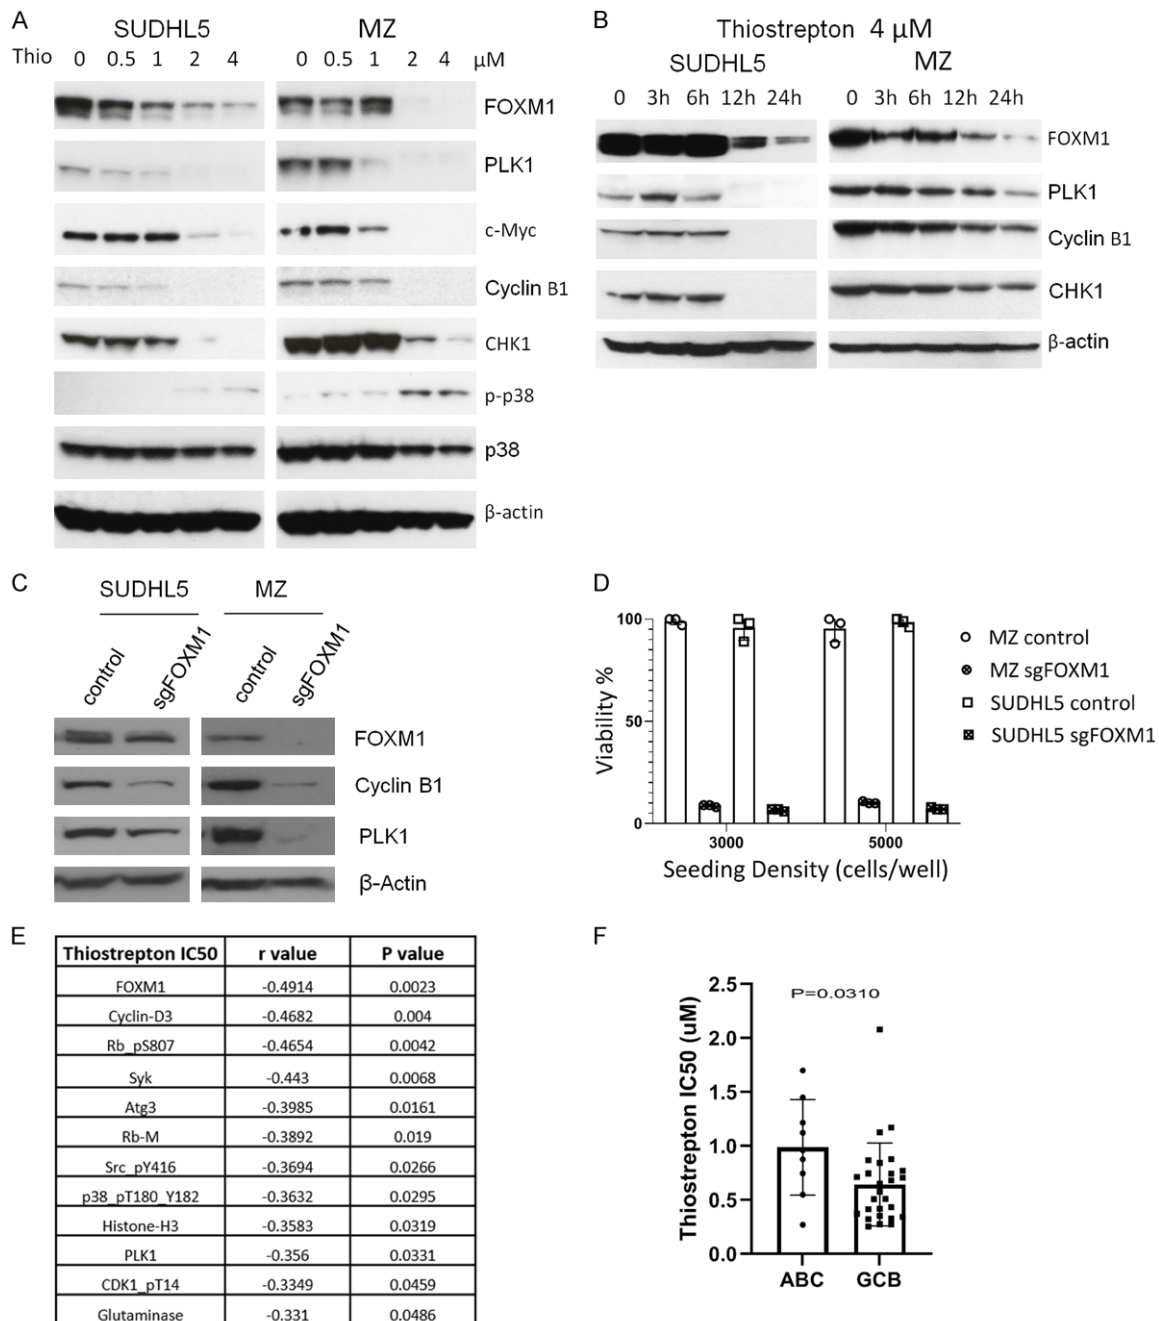 A
SUDHL5 MZ
Thio 0 0.5 1 2 4 0 0.5 1 2 4 μM
FOXM1
PLK1
c-Myc
Cyclin B1
CHK1
p-p38
p38
β-actin
B
Thiostrepton 4 μM
SUDHL5 MZ
0 3h 6h 12h 24h 0 3h 6h 12h 24h
FOXM1
PLK1
Cyclin B1
CHK1
β-actin
C
SUDHL5 MZ
control sgFOXM1 control sgFOXM1
FOXM1
Cyclin B1
PLK1
β-Actin
D
100
50
0
Viability %
3000 5000
Seeding Density (cells/well)
MZ control
MZ sgFOXM1
SUDHL5 control
SUDHL5 sgFOXM1
E
Thiostrepton IC50 r value P value
FOXM1 -0.4914 0.0023
Cyclin-D3 -0.4682 0.004
Rb_pS807 -0.4654 0.0042
Syk -0.443 0.0068
Atg3 -0.3985 0.0161
Rb-M -0.3892 0.019
Src_pY416 -0.3694 0.0266
p38_pT180_Y182 -0.3632 0.0295
Histone-H3 -0.3583 0.0319
PLK1 -0.356 0.0331
CDK1_pT14 -0.3349 0.0459
Glutaminase -0.331 0.0486
F
P=0.0310
2.5
2.0
1.5
1.0
0.5
0.0
Thiostrepton IC50 (uM)
ABC GCB